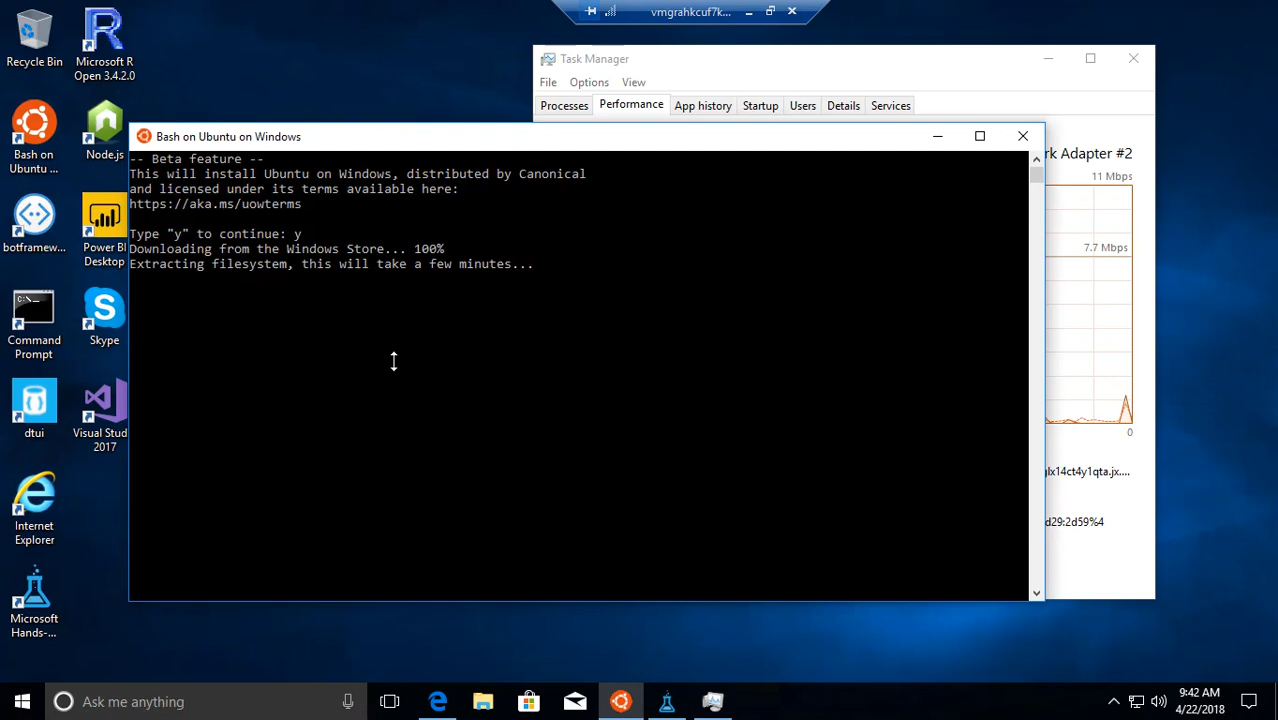 vmgrahkcuf7k...
Recycle Bin
Microsoft R
Open 3.4.2.0
Bash on
Ubuntu ...
Node.js
botframew...
Power BI
Desktop
C:\
Command
Prompt
Skype
dtui
Visual Stud
2017
Internet
Explorer
Microsoft
Hands-...
Task Manager
File Options View
Processes Performance App history Startup Users Details Services
rk Adapter #2
11 Mbps
7.7 Mbps
0
glx14ct4y1qta.jx....
d29:2d59%4
Bash on Ubuntu on Windows
-- Beta feature --
This will install Ubuntu on Windows, distributed by Canonical
and licensed under its terms available here:
https://aka.ms/uowterms
Type "y" to continue: y
Downloading from the Windows Store... 100%
Extracting filesystem, this will take a few minutes...
Ask me anything
9:42 AM
4/22/2018